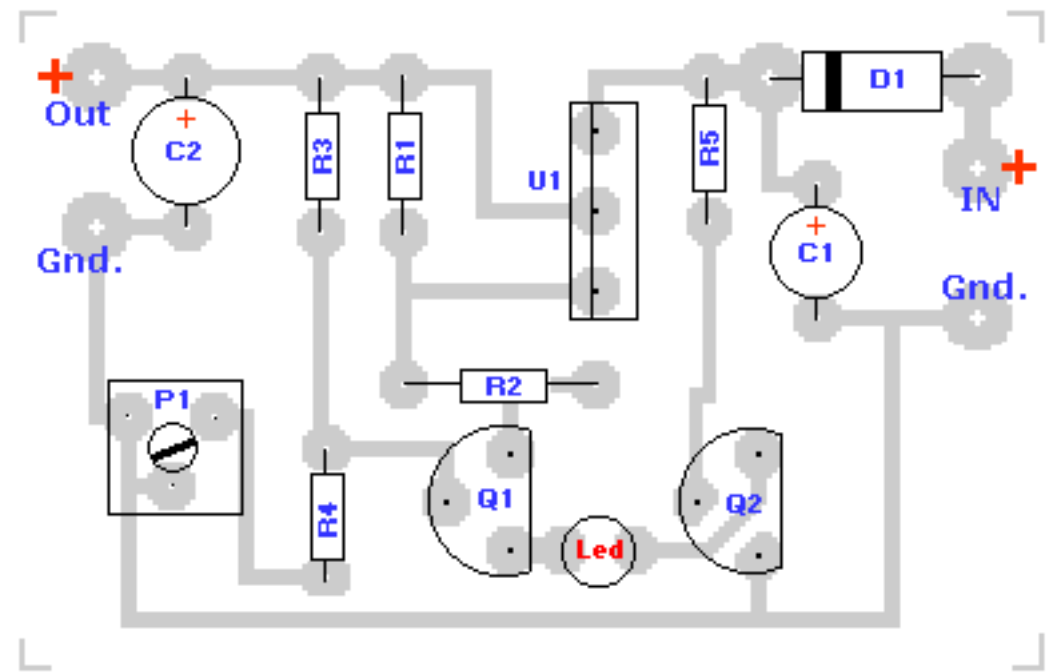 +
Out
Gnd.
C2
+
R3
R1
U1
R5
D1
+
IN
+
C1
Gnd.
P1
R2
R4
Q1
Led
Q2